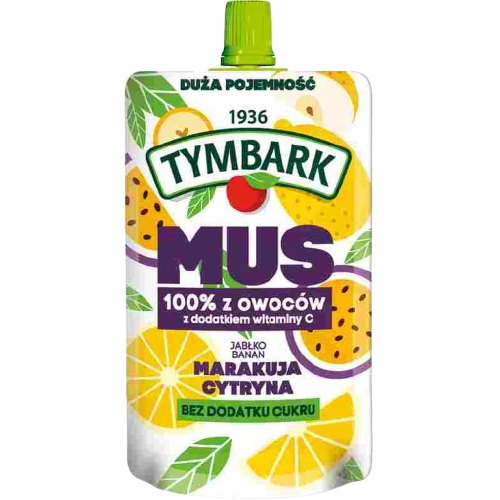 DUŻA POJEMNOŚĆ
1936
TYMBARK
MUS
100% Z OWOCÓW
z dodatkiem witaminy C
JABŁKO
BANAN
MARAKUJA
CYTRYNA
BEZ DODATKU CUKRU